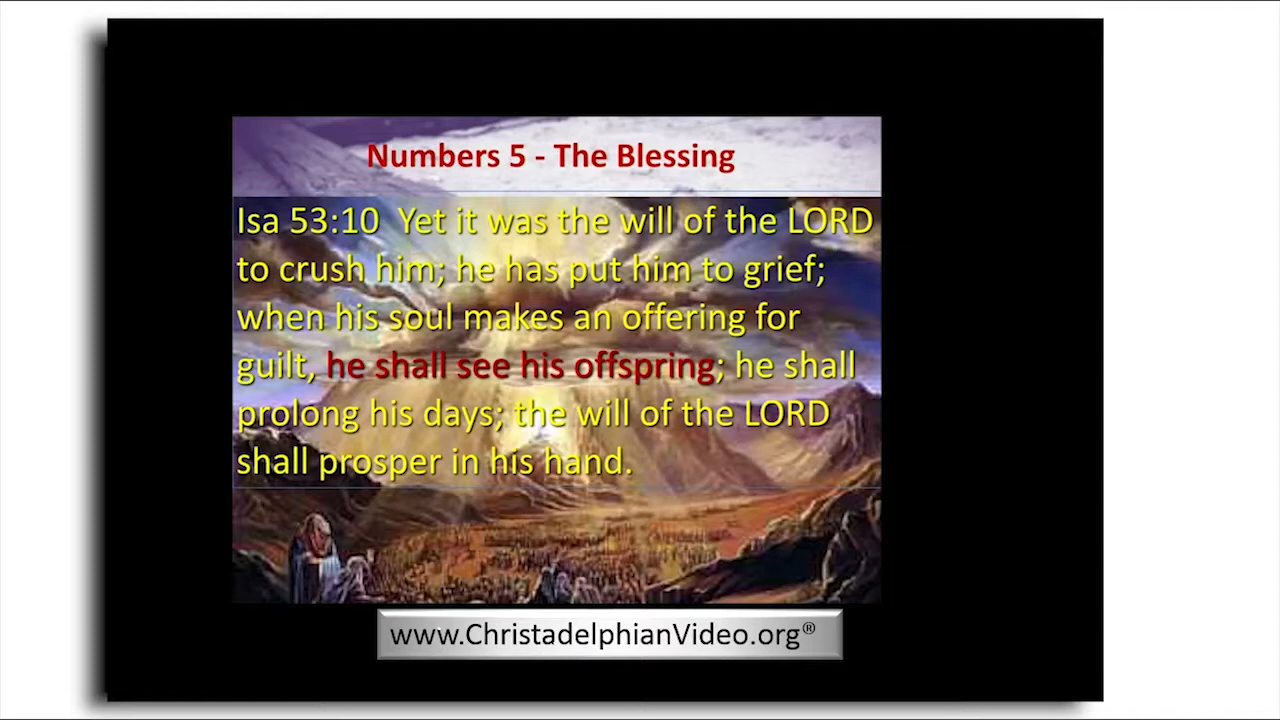 Numbers 5 - The Blessing
Isa 53:10 Yet it was the will of the LORD
to crush him; he has put him to grief;
when his soul makes an offering for
guilt, he shall see his offspring; he shall
prolong his days; the will of the LORD
shall prosper in his hand.
www.ChristadelphianVideo.org®